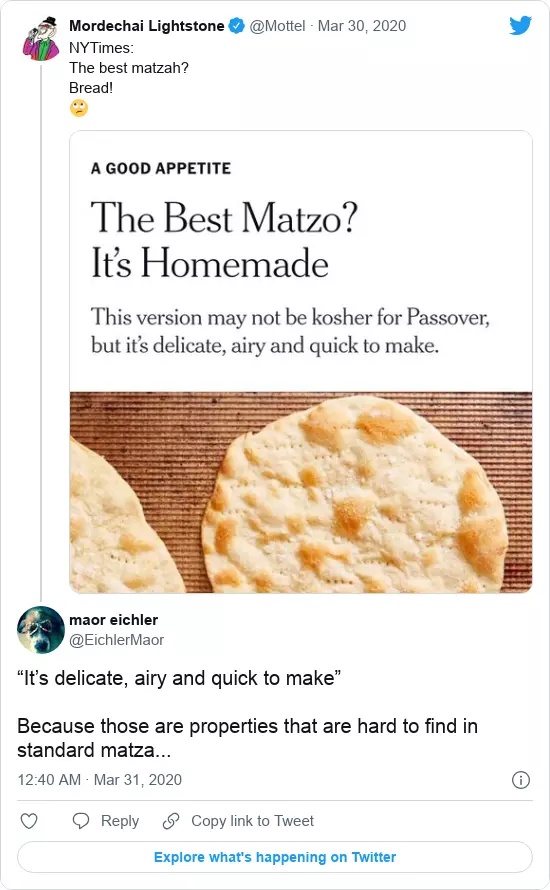 Mordechai Lightstone @Mottel · Mar 30, 2020
NYTimes:
The best matzah?
Bread!
🙄
A GOOD APPETITE
The Best Matzo?
It’s Homemade
This version may not be kosher for Passover,
but it’s delicate, airy and quick to make.
maor eichler
@EichlerMaor
“It’s delicate, airy and quick to make”
Because those are properties that are hard to find in
standard matza...
12:40 AM · Mar 31, 2020
Reply
Copy link to Tweet
Explore what's happening on Twitter